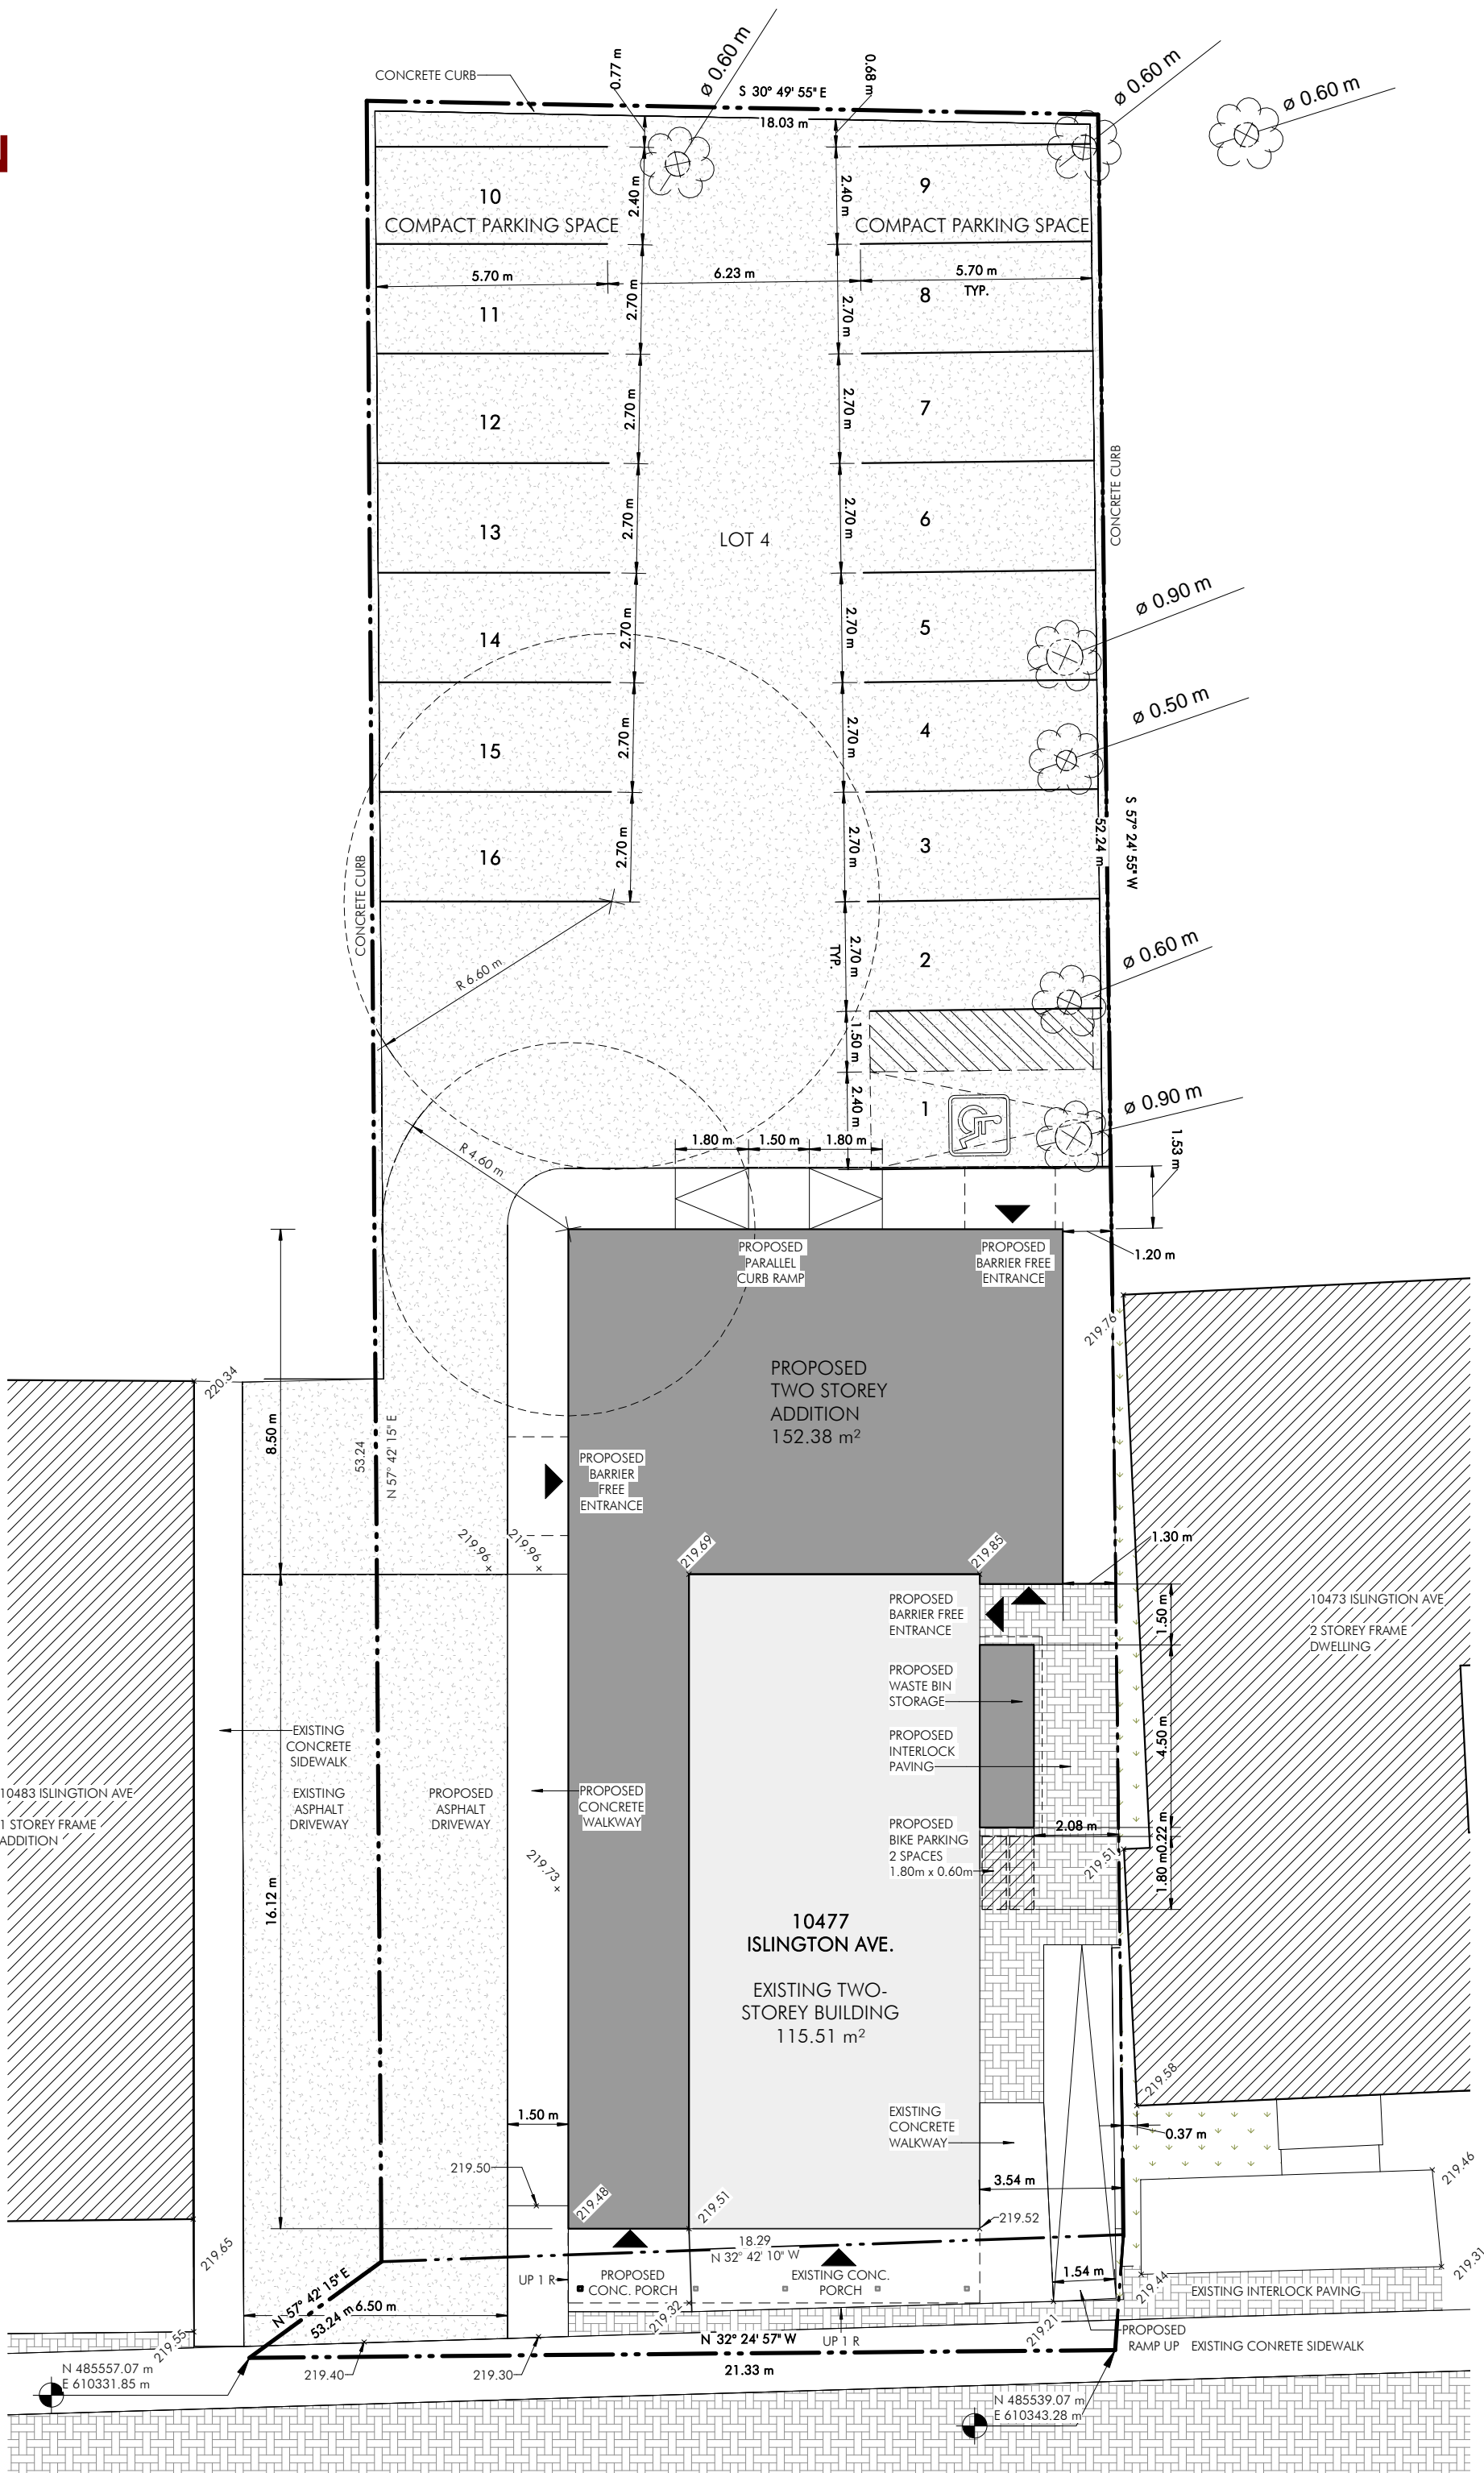 CONCRETE CURB
0.77 m
ø 0.60 m
S 30° 49' 55" E
18.03 m
0.68 m
ø 0.60 m
ø 0.60 m
10
COMPACT PARKING SPACE
2.40 m
2.40 m
9
COMPACT PARKING SPACE
5.70 m
6.23 m
5.70 m
TYP.
11
2.70 m
2.70 m
8
12
2.70 m
2.70 m
7
CONCRETE CURB
13
2.70 m
LOT 4
2.70 m
6
14
2.70 m
2.70 m
5
ø 0.90 m
15
2.70 m
2.70 m
4
ø 0.50 m
16
2.70 m
2.70 m
3
52.24 m
S 57° 24' 55" W
CONCRETE CURB
R 6.60 m
2.70 m
TYP.
2
ø 0.60 m
1.50 m
2.40 m
1
ø 0.90 m
R 4.60 m
1.80 m
1.50 m
1.80 m
1.53 m
1.20 m
PROPOSED
PARALLEL
CURB RAMP
PROPOSED
BARRIER FREE
ENTRANCE
219.76
220.34
PROPOSED
TWO STOREY
ADDITION
152.38 m²
8.50 m
53.24
N 57° 42' 15" E
PROPOSED
BARRIER
FREE
ENTRANCE
219.96
219.96
219.69
219.85
1.30 m
PROPOSED
BARRIER FREE
ENTRANCE
1.50 m
10473 ISLINGTION AVE
2 STOREY FRAME
DWELLING
PROPOSED
WASTE BIN
STORAGE
4.50 m
EXISTING
CONCRETE
SIDEWALK
PROPOSED
INTERLOCK
PAVING
10483 ISLINGTION AVE
1 STOREY FRAME
ADDITION
EXISTING
ASPHALT
DRIVEWAY
PROPOSED
ASPHALT
DRIVEWAY
PROPOSED
CONCRETE
WALKWAY
PROPOSED
BIKE PARKING
2 SPACES
1.80m x 0.60m
2.08 m
0.22 m
1.80 m
219.51
219.73
16.12 m
10477
ISLINGTON AVE.
EXISTING TWO-
STOREY BUILDING
115.51 m²
219.58
1.50 m
EXISTING
CONCRETE
WALKWAY
0.37 m
219.50
3.54 m
219.46
219.48
219.51
219.52
219.65
18.29
N 32° 42' 10" W
219.31
UP 1 R
PROPOSED
CONC. PORCH
EXISTING CONC.
PORCH
1.54 m
219.44
EXISTING INTERLOCK PAVING
N 57° 42' 15" E
53.24 m
6.50 m
219.32
219.21
219.55
N 32° 24' 57" W
UP 1 R
PROPOSED
RAMP UP
EXISTING CONRETE SIDEWALK
219.40
219.30
21.33 m
N 485557.07 m
E 610331.85 m
N 485539.07 m
E 610343.28 m